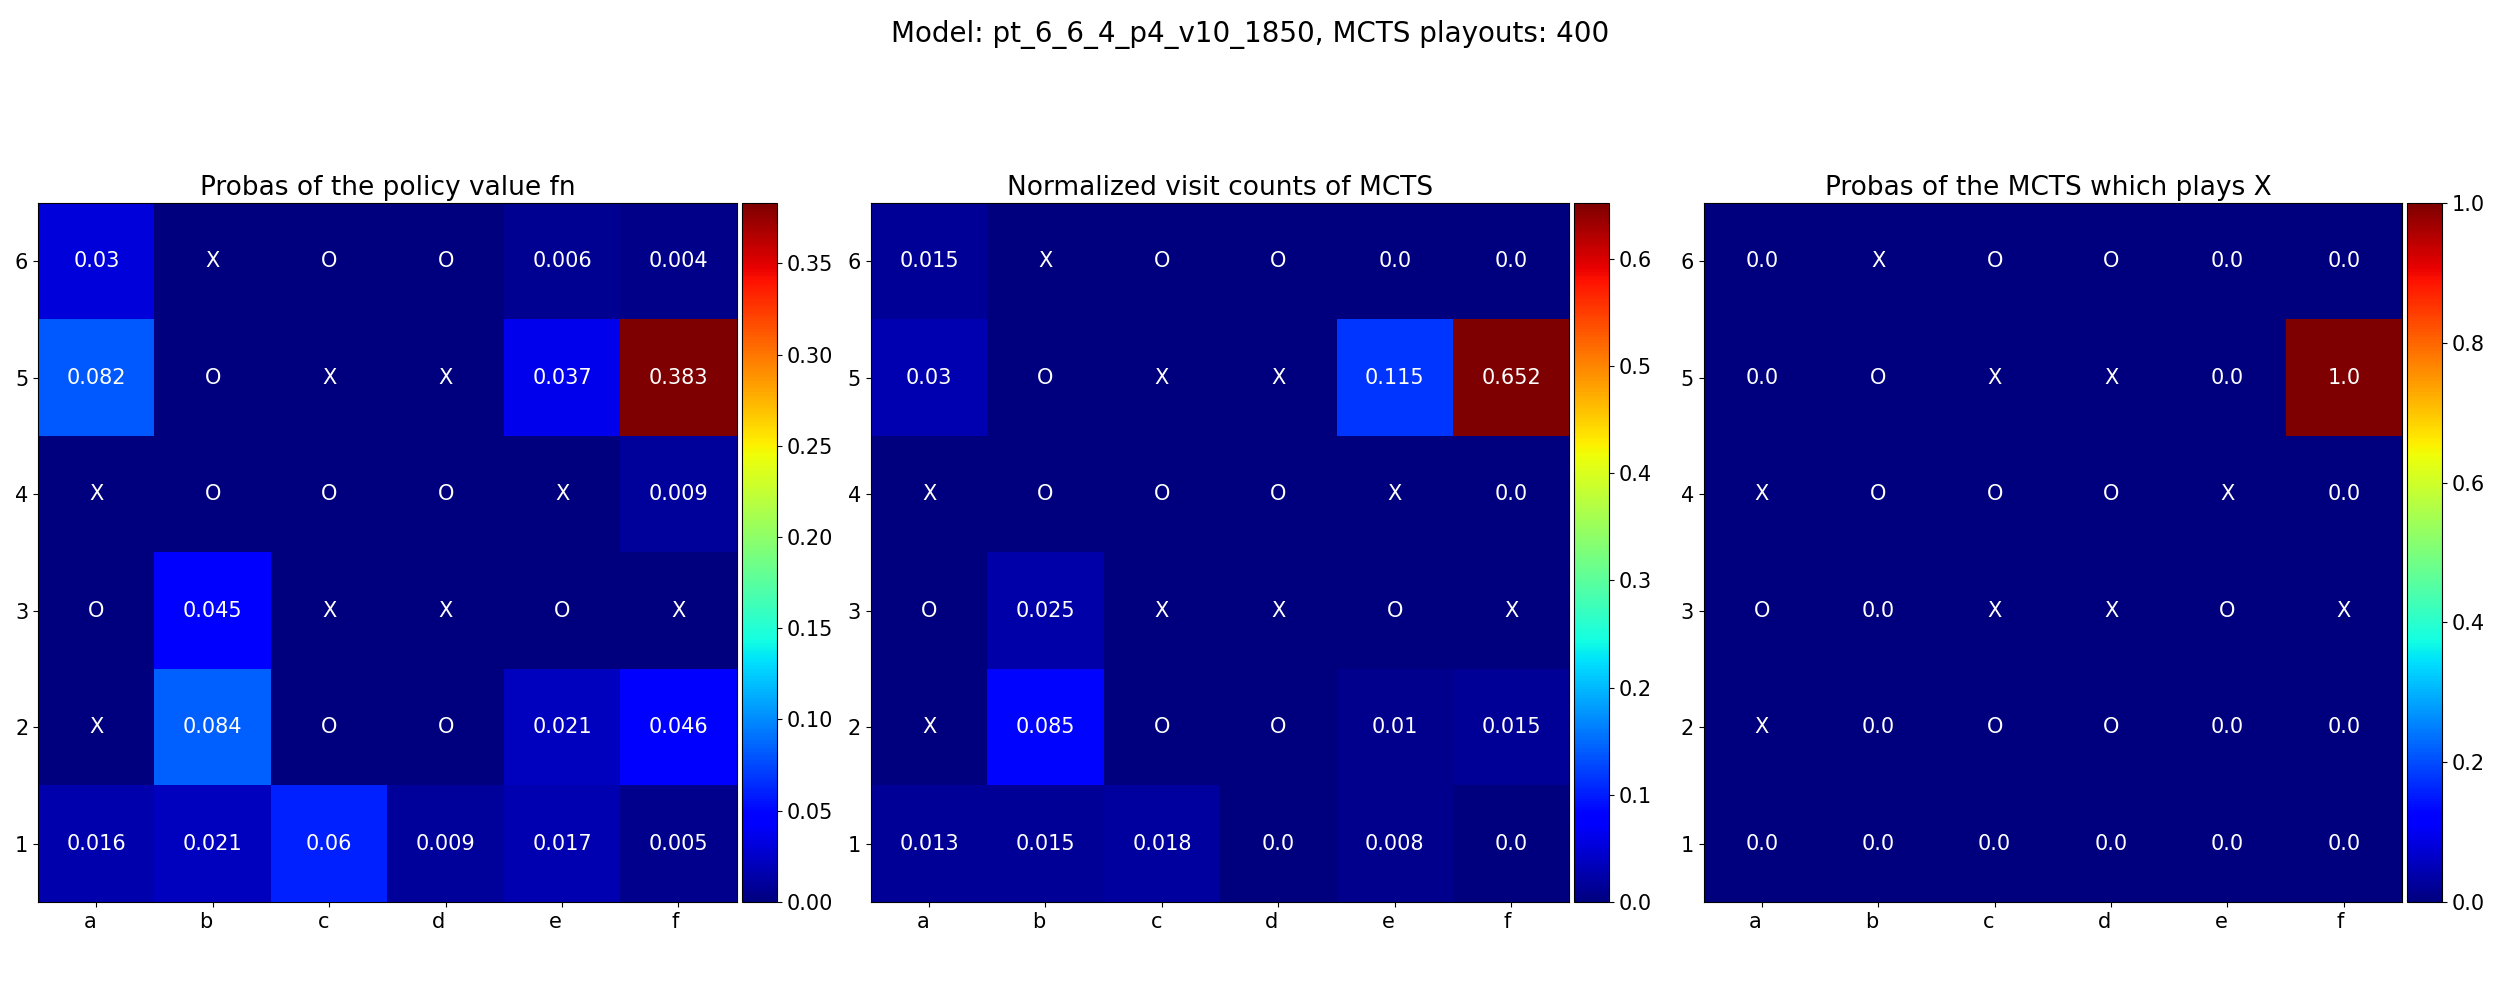 Model: pt_6_6_4_p4_v10_1850, MCTS playouts: 400
Probas of the policy value fn
6 0.03 X O O 0.006 0.004
5 0.082 O X X 0.037 0.383
4 X O O O X 0.009
3 O 0.045 X X O X
2 X 0.084 O O 0.021 0.046
1 0.016 0.021 0.06 0.009 0.017 0.005
a b c d e f
0.35
0.30
0.25
0.20
0.15
0.10
0.05
0.00
Normalized visit counts of MCTS
6 0.015 X O O 0.0 0.0
5 0.03 O X X 0.115 0.652
4 X O O O X 0.0
3 O 0.025 X X O X
2 X 0.085 O O 0.01 0.015
1 0.013 0.015 0.018 0.0 0.008 0.0
a b c d e f
0.6
0.5
0.4
0.3
0.2
0.1
0.0
Probas of the MCTS which plays X
6 0.0 X O O 0.0 0.0
5 0.0 O X X 0.0 1.0
4 X O O O X 0.0
3 O 0.0 X X O X
2 X 0.0 O O 0.0 0.0
1 0.0 0.0 0.0 0.0 0.0 0.0
a b c d e f
1.0
0.8
0.6
0.4
0.2
0.0